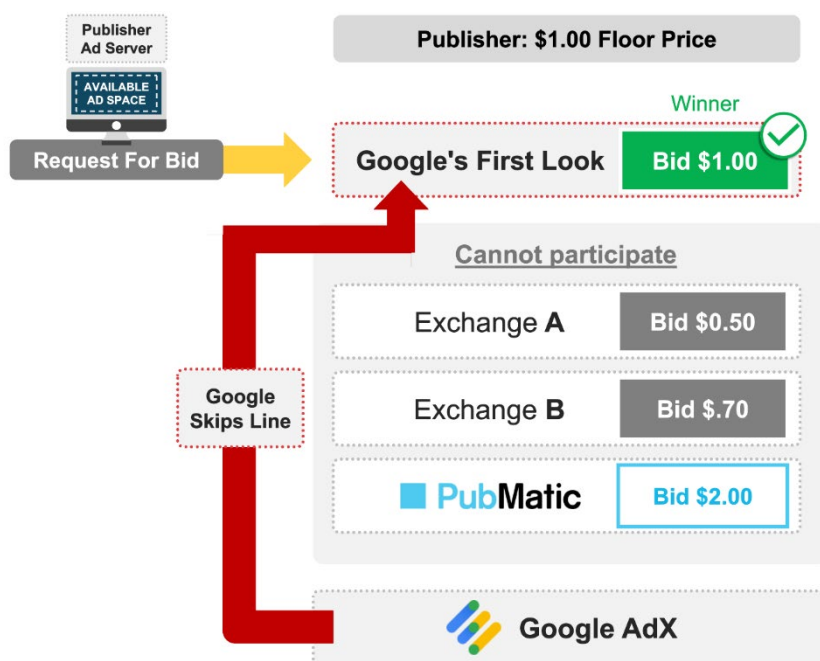 Publisher
Ad Server
AVAILABLE
AD SPACE
Request For Bid
Publisher: $1.00 Floor Price
Winner
Google's First Look
Bid $1.00
Cannot participate
Exchange A
Bid $0.50
Exchange B
Bid $.70
PubMatic
Bid $2.00
Google
Skips Line
Google AdX